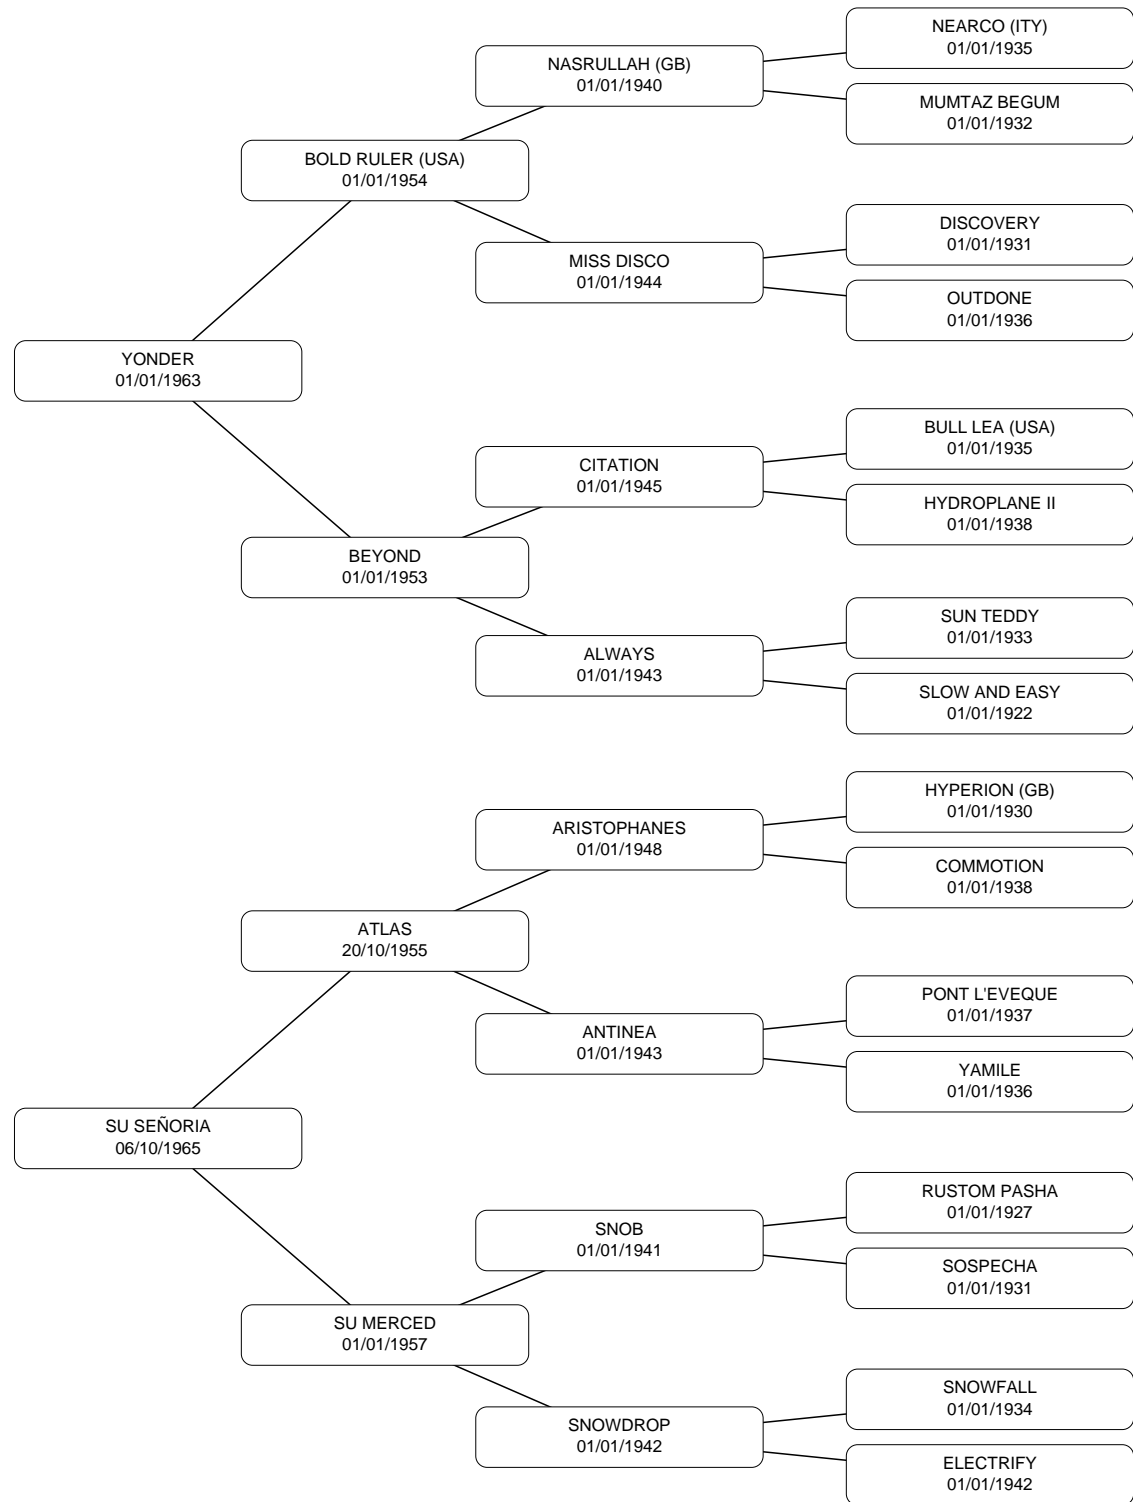 NEARCO (ITY)
01/01/1935
NASRULLAH (GB)
01/01/1940
MUMTAZ BEGUM
01/01/1932
BOLD RULER (USA)
01/01/1954
DISCOVERY
01/01/1931
MISS DISCO
01/01/1944
OUTDONE
01/01/1936
YONDER
01/01/1963
BULL LEA (USA)
01/01/1935
CITATION
01/01/1945
HYDROPLANE II
01/01/1938
BEYOND
01/01/1953
SUN TEDDY
01/01/1933
ALWAYS
01/01/1943
SLOW AND EASY
01/01/1922
HYPERION (GB)
01/01/1930
ARISTOPHANES
01/01/1948
COMMOTION
01/01/1938
ATLAS
20/10/1955
PONT L'EVEQUE
01/01/1937
ANTINEA
01/01/1943
YAMILE
01/01/1936
SU SEÑORIA
06/10/1965
RUSTOM PASHA
01/01/1927
SNOB
01/01/1941
SOSPECHA
01/01/1931
SU MERCED
01/01/1957
SNOWFALL
01/01/1934
SNOWDROP
01/01/1942
ELECTRIFY
01/01/1942